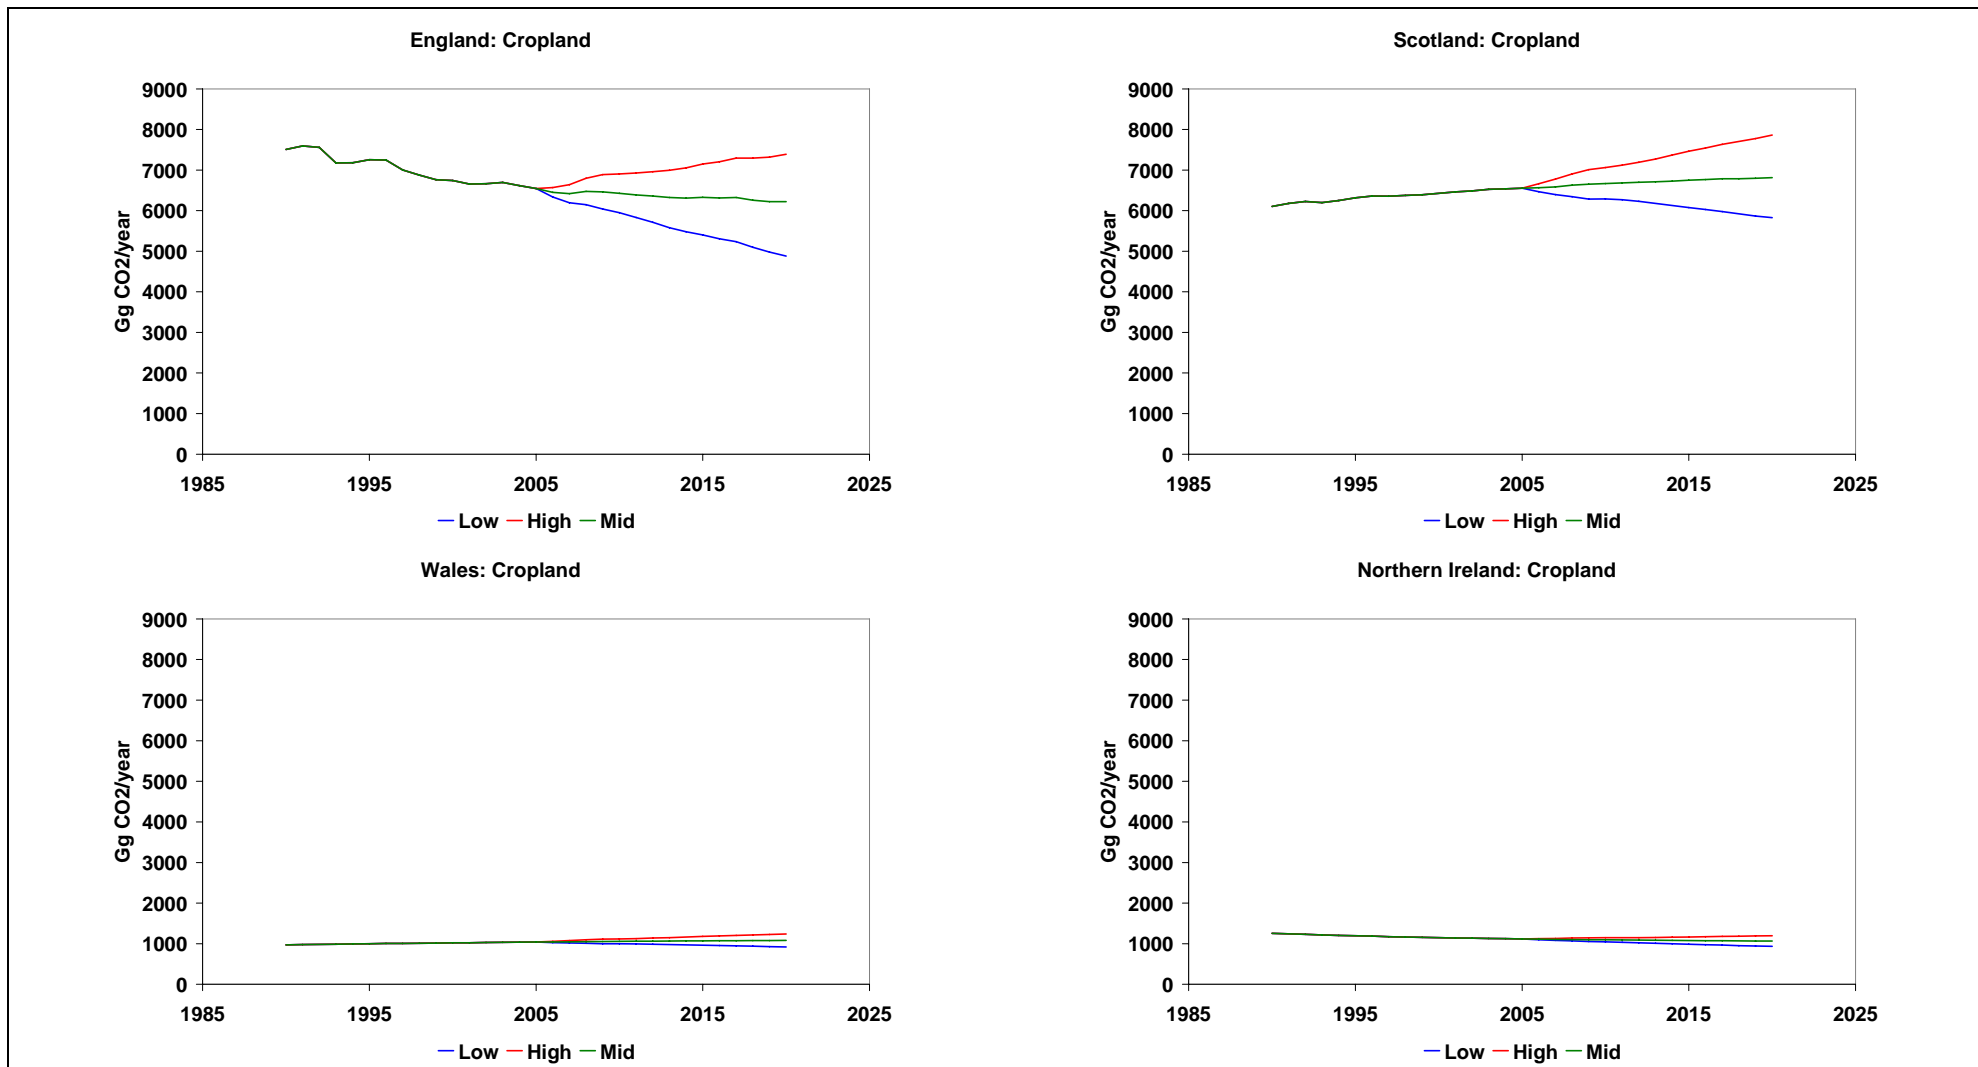 England: Cropland
9000
8000
7000
6000
5000
4000
3000
2000
1000
0
Gg CO2/year
1985 1995 2005 2015 2025
Low High Mid
Scotland: Cropland
9000
8000
7000
6000
5000
4000
3000
2000
1000
0
Gg CO2/year
1985 1995 2005 2015 2025
Low High Mid
Wales: Cropland
9000
8000
7000
6000
5000
4000
3000
2000
1000
0
Gg CO2/year
1985 1995 2005 2015 2025
Low High Mid
Northern Ireland: Cropland
9000
8000
7000
6000
5000
4000
3000
2000
1000
0
Gg CO2/year
1985 1995 2005 2015 2025
Low High Mid